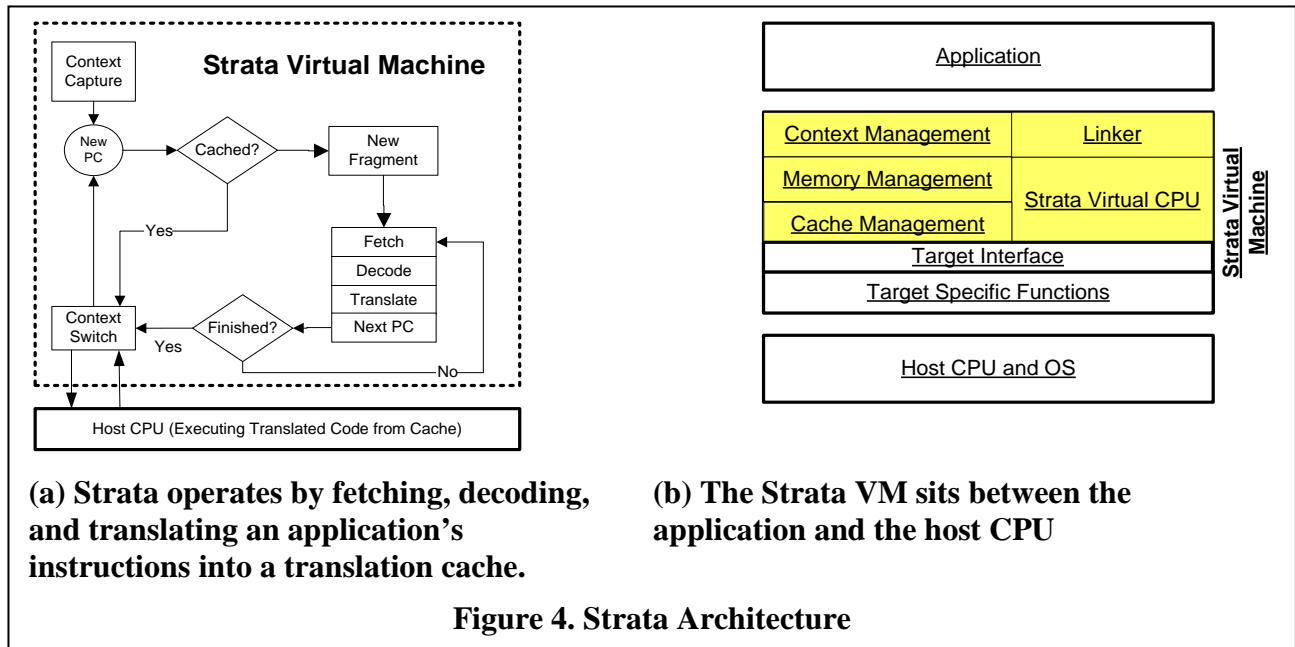 Strata Virtual Machine
Context
Capture
New
PC
Cached?
New
Fragment
Yes
Fetch
Decode
Translate
Next PC
Context
Switch
Yes
Finished?
No
Host CPU (Executing Translated Code from Cache)
(a) Strata operates by fetching, decoding,
and translating an application's
instructions into a translation cache.
Application
Context Management
Linker
Memory Management
Strata Virtual CPU
Cache Management
Target Interface
Target Specific Functions
Strata Virtual
Machine
Host CPU and OS
(b) The Strata VM sits between the
application and the host CPU
Figure 4. Strata Architecture